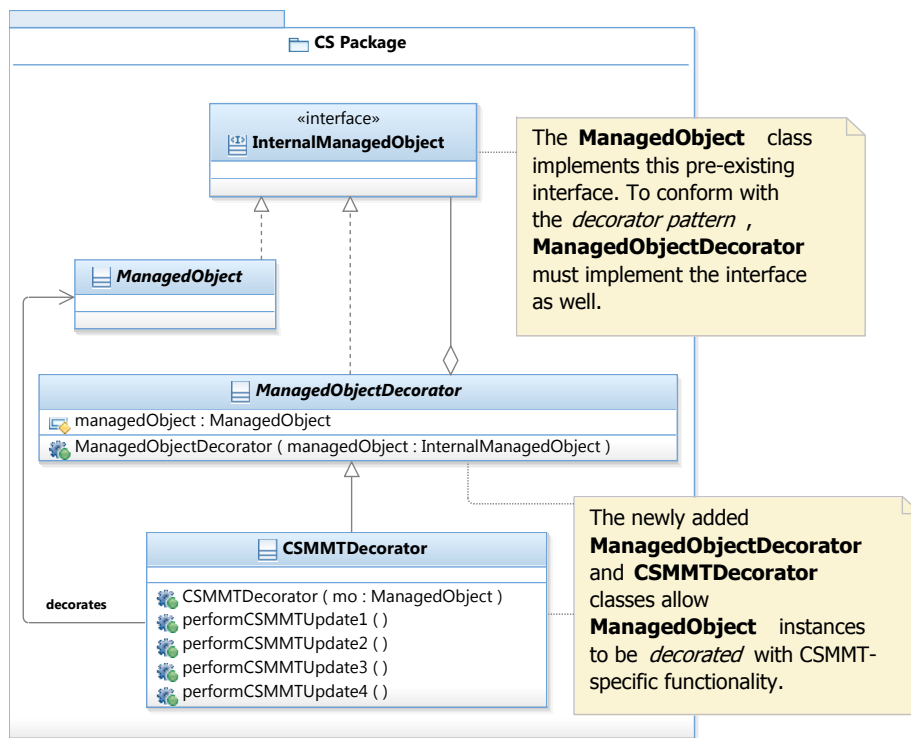 CS Package
«interface»
InternalManagedObject
The ManagedObject class
implements this pre-existing
interface. To conform with
the decorator pattern ,
ManagedObjectDecorator
must implement the interface
as well.
ManagedObject
ManagedObjectDecorator
managedObject : ManagedObject
ManagedObjectDecorator ( managedObject : InternalManagedObject )
The newly added
ManagedObjectDecorator
and CSMMTDecorator
classes allow
ManagedObject instances
to be decorated with CSMMT-
specific functionality.
CSMMTDecorator
CSMMTDecorator ( mo : ManagedObject )
performCSMMTUpdate1 ( )
performCSMMTUpdate2 ( )
performCSMMTUpdate3 ( )
performCSMMTUpdate4 ( )
decorates